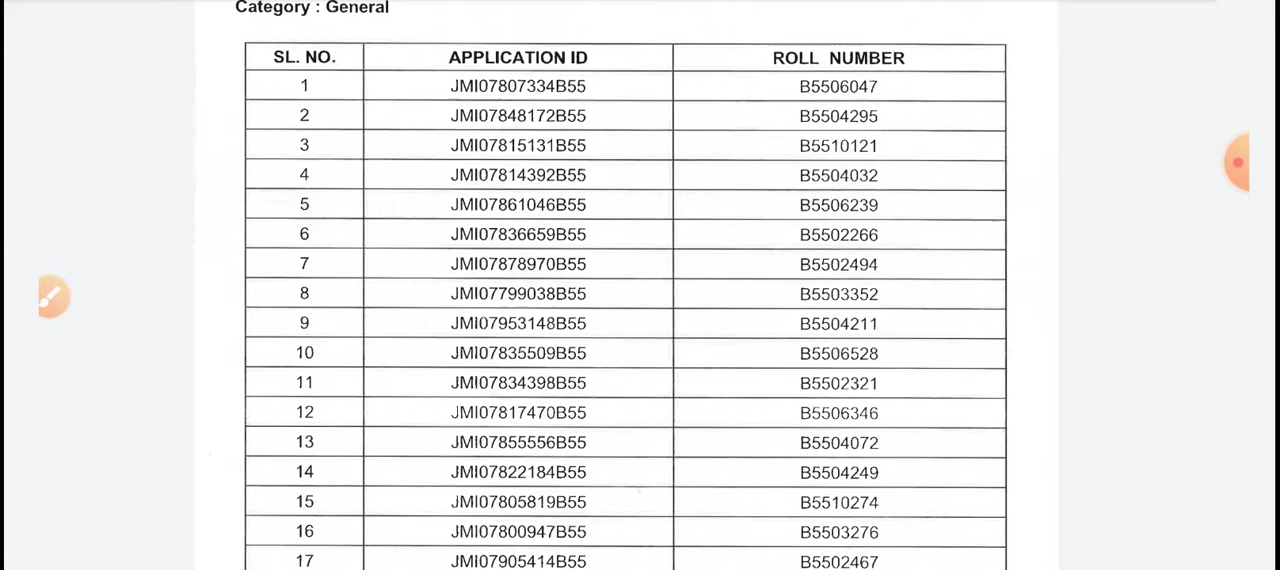 Category : General
SL. NO. APPLICATION ID ROLL NUMBER
1 JMI07807334B55 B5506047
2 JMI07848172B55 B5504295
3 JMI07815131B55 B5510121
4 JMI07814392B55 B5504032
5 JMI07861046B55 B5506239
6 JMI07836659B55 B5502266
7 JMI07878970B55 B5502494
8 JMI07799038B55 B5503352
9 JMI07953148B55 B5504211
10 JMI07835509B55 B5506528
11 JMI07834398B55 B5502321
12 JMI07817470B55 B5506346
13 JMI07855556B55 B5504072
14 JMI07822184B55 B5504249
15 JMI07805819B55 B5510274
16 JMI07800947B55 B5503276
17 JMI07905414B55 B5502467